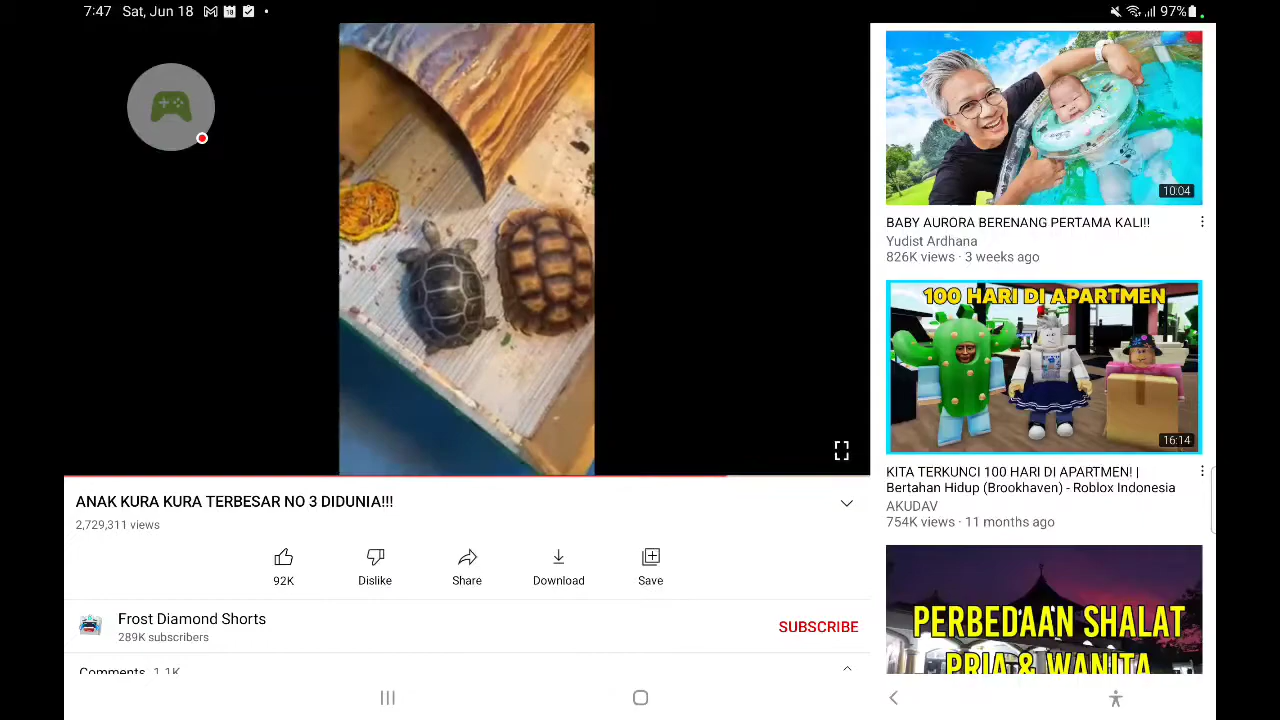 7:47 Sat, Jun 18
97%
ANAK KURA KURA TERBESAR NO 3 DIDUNIA!!!
2,729,311 views
92K
Dislike
Share
Download
Save
Frost Diamond Shorts
289K subscribers
SUBSCRIBE
Comments 1.1K
10:04
BABY AURORA BERENANG PERTAMA KALI!!
Yudist Ardhana
826K views · 3 weeks ago
100 HARI DI APARTMEN
16:14
KITA TERKUNCI 100 HARI DI APARTMEN! |
Bertahan Hidup (Brookhaven) - Roblox Indonesia
AKUDAV
754K views · 11 months ago
PERBEDAAN SHALAT
PRIA & WANITA